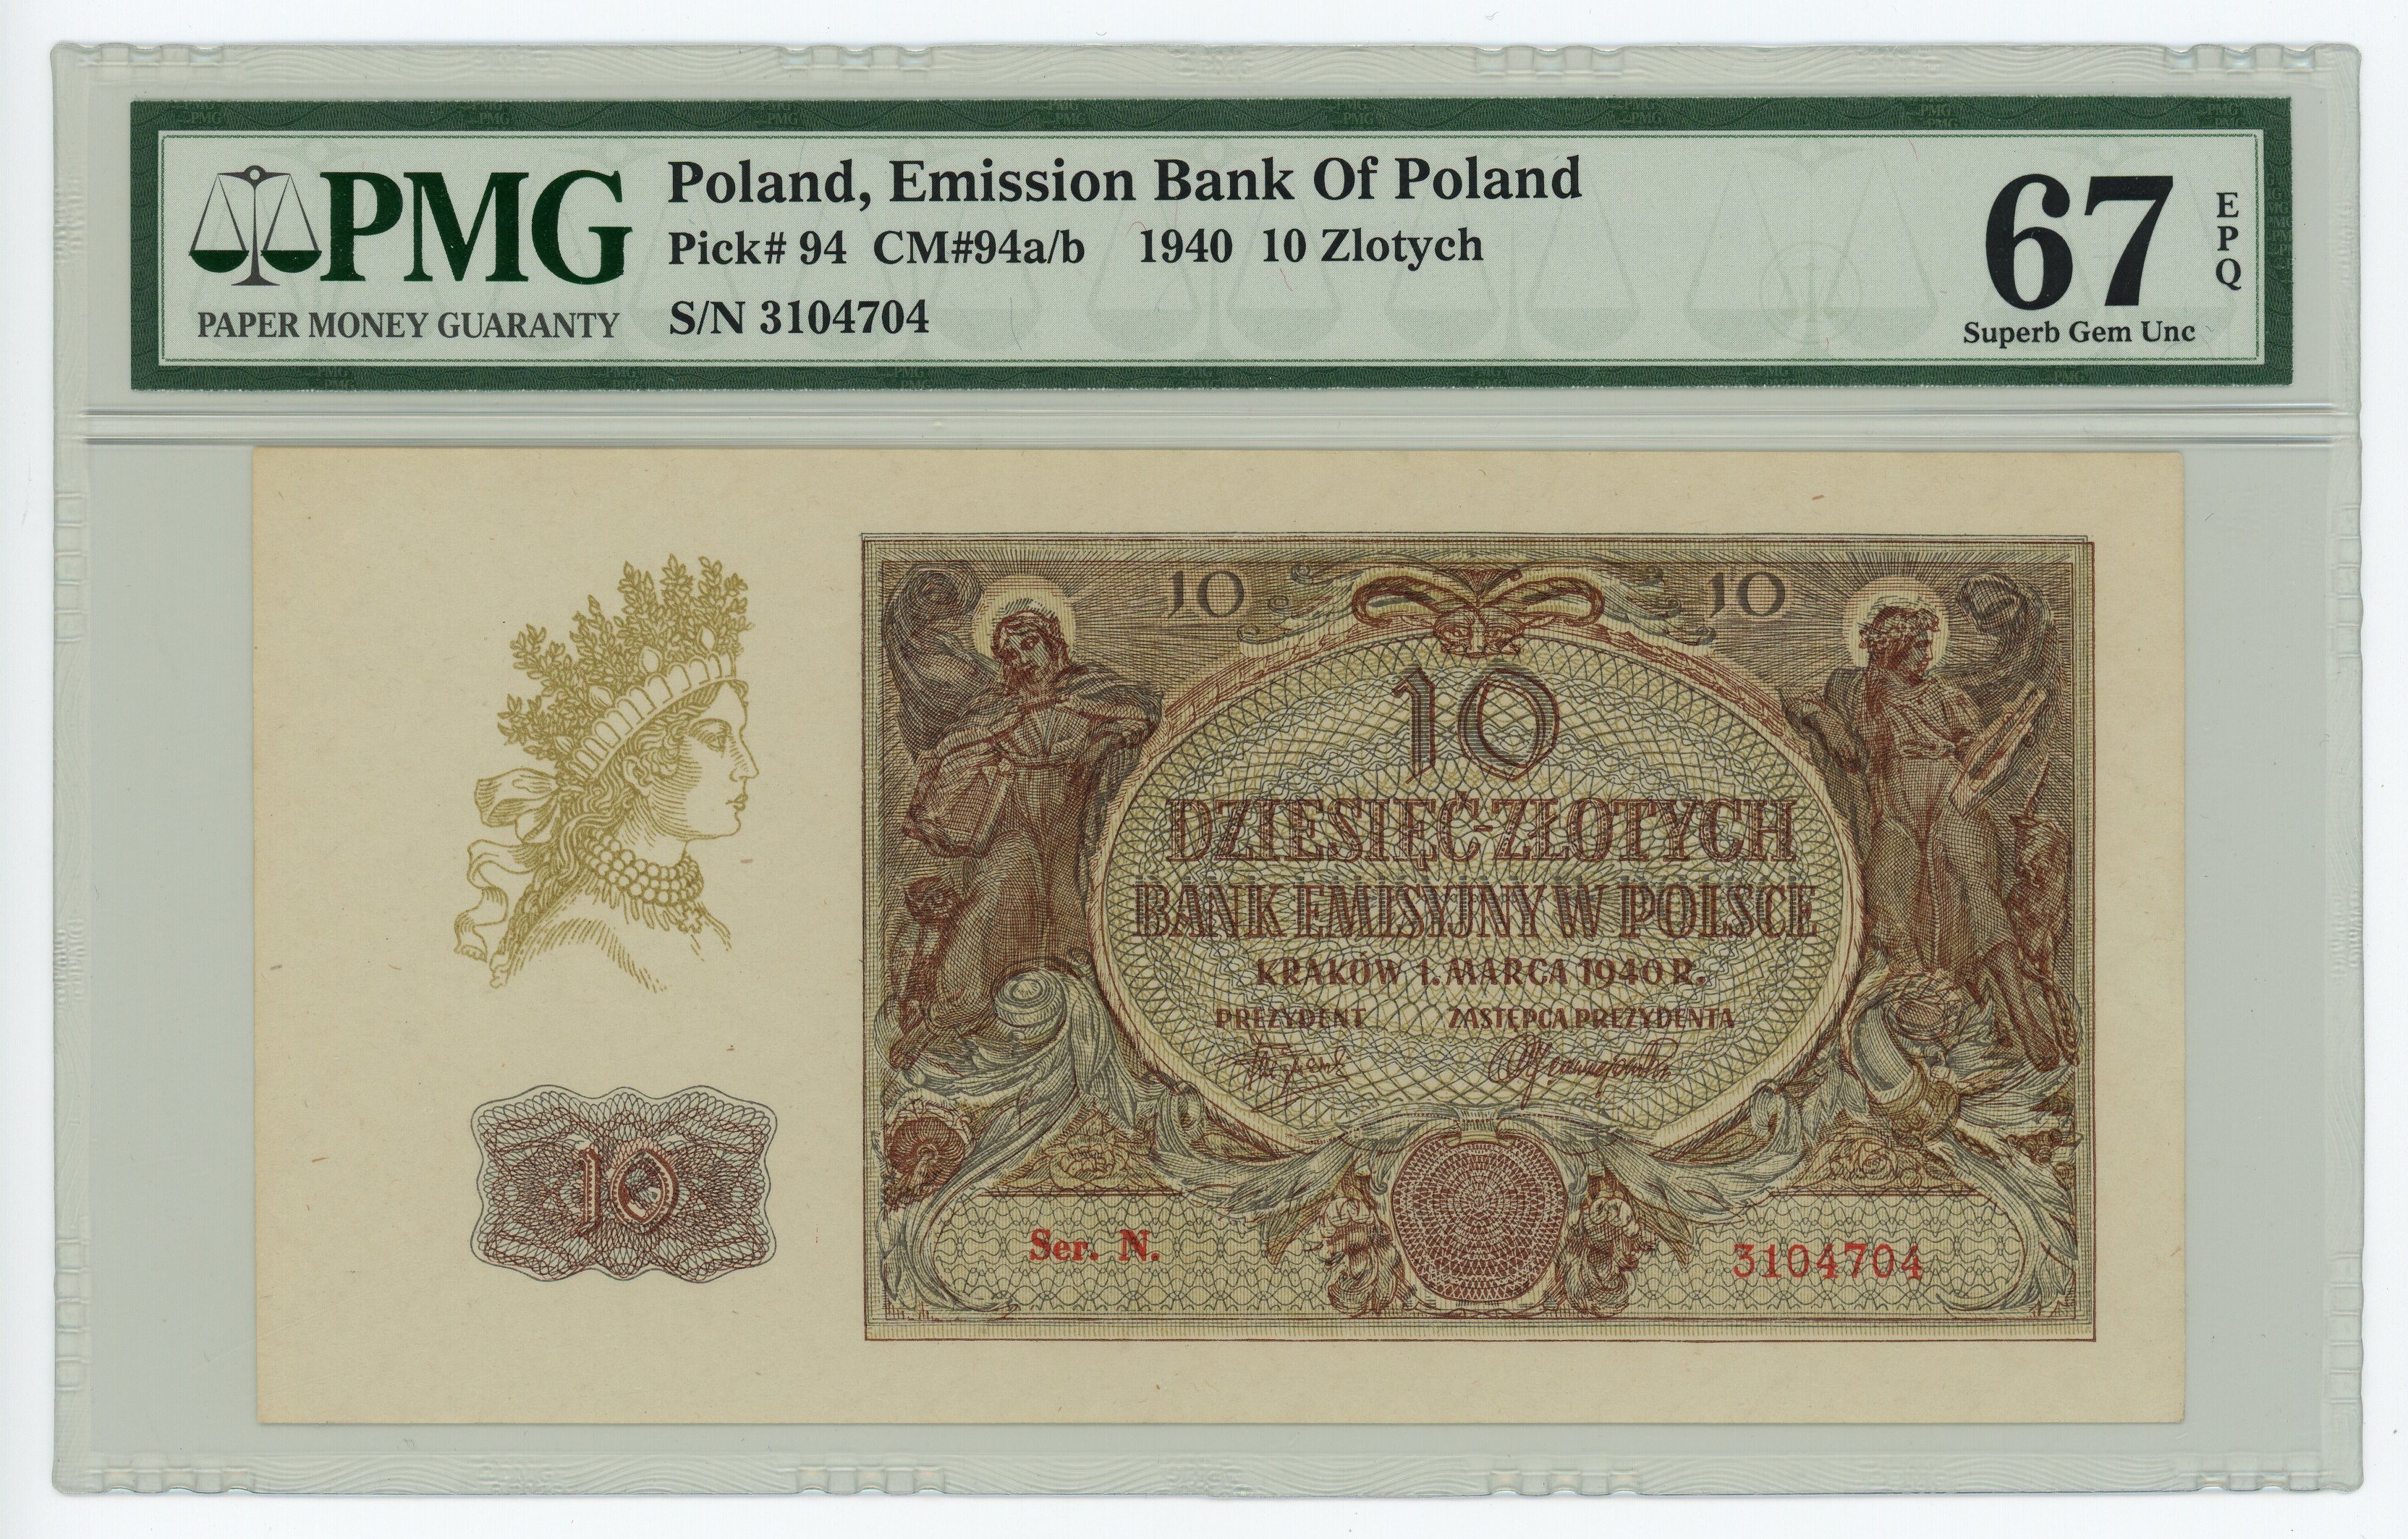 PMG
PAPER MONEY GUARANTY
Poland, Emission Bank Of Poland
Pick# 94 CM#94a/b 1940 10 Zlotych
S/N 3104704
67
EPQ
Superb Gem Unc
10 10
10
DZIESIĘĆ-ZŁOTYCH
BANK EMISYJNY W POLSCE
KRAKÓW 1. MARCA 1940 R.
PREZYDENT ZASTĘPCA PREZYDENTA
10
Ser. N. 3104704